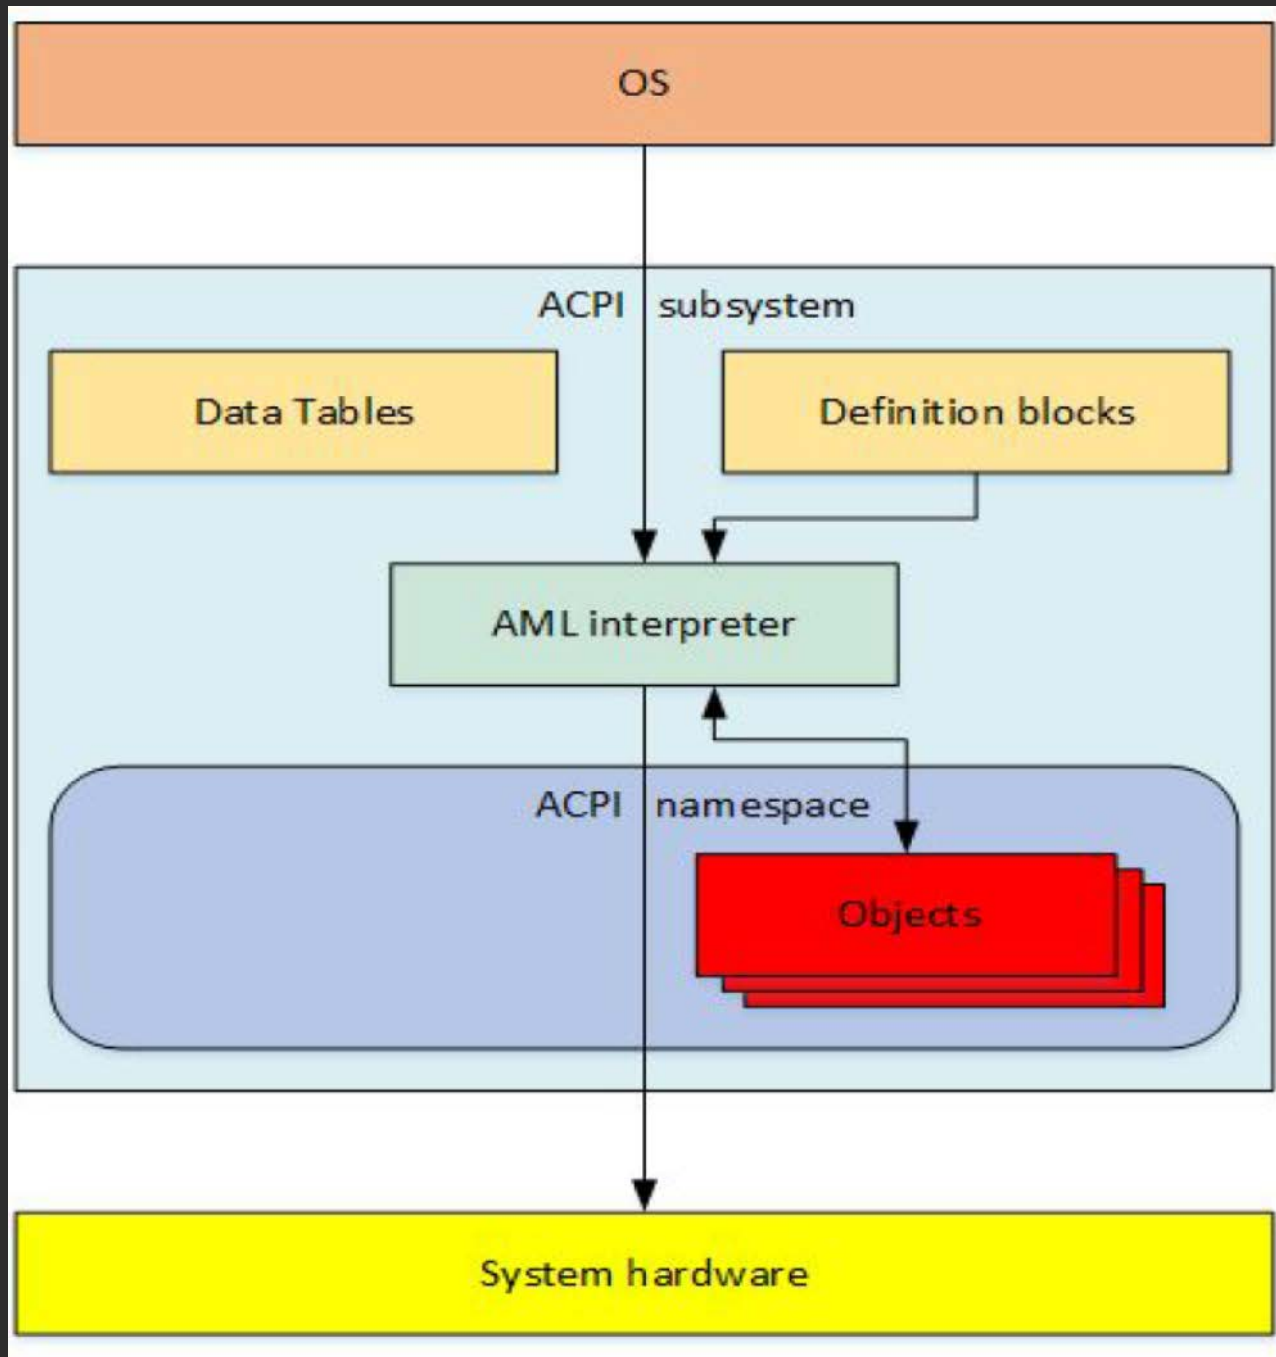 OS
ACPI subsystem
Data Tables
Definition blocks
AML interpreter
ACPI namespace
Objects
System hardware